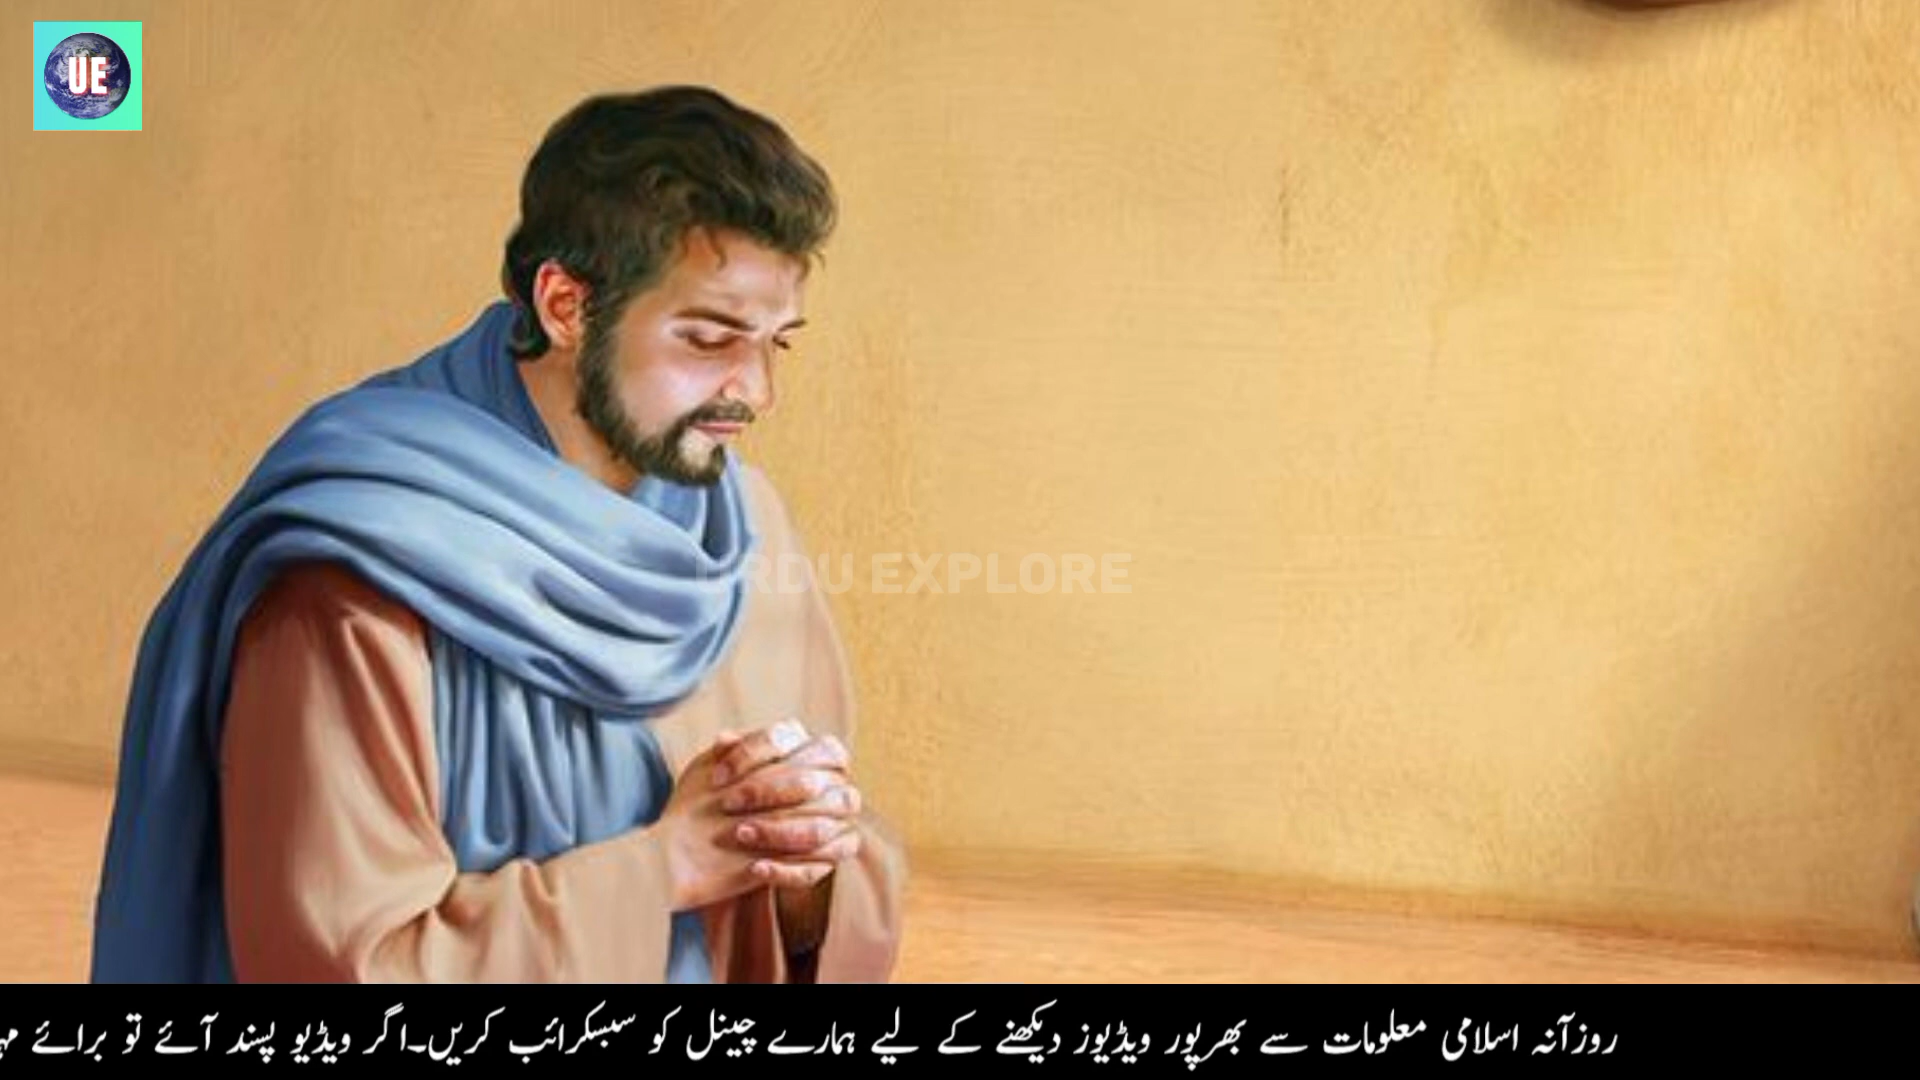 UE
URDU EXPLORE
روزآنہ اسلامی معلومات سے بھرپور ویڈیوز دیکھنے کے لیے ہمارے چینل کو سبسکرائب کریں۔اگر ویڈیو پسند آئے تو برائے